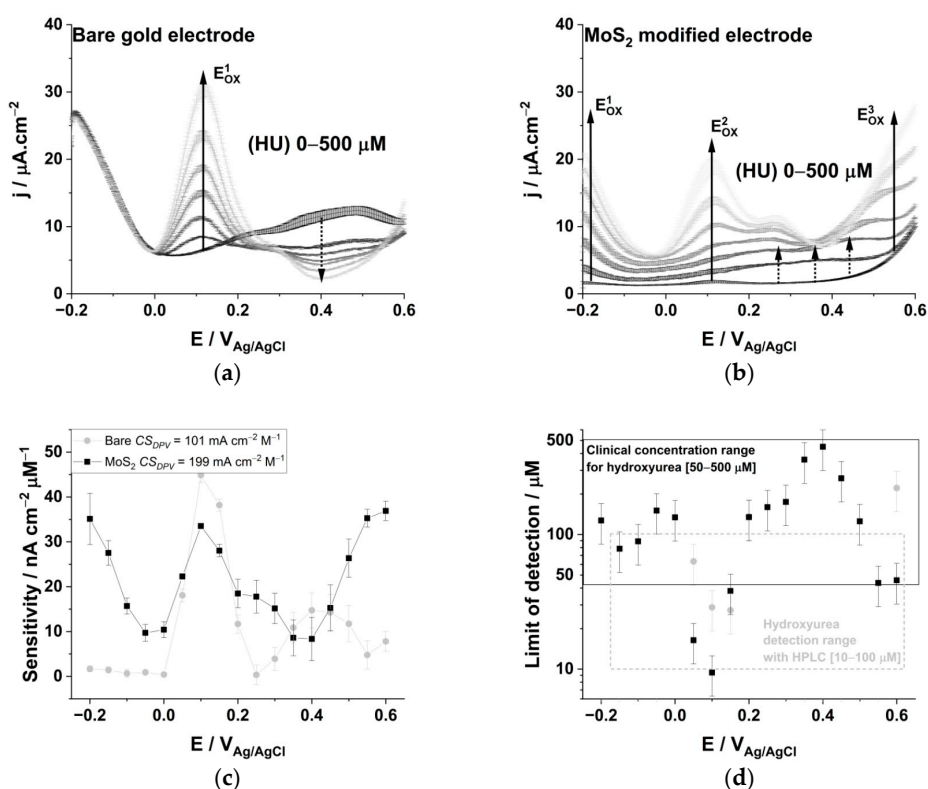 Bare gold electrode
E¹OX
(HU) 0–500 μM
j / μA.cm⁻²
40
30
20
10
0
−0.2 0.0 0.2 0.4 0.6
E / VAg/AgCl
(a)
MoS₂ modified electrode
E¹OX
E²OX
E³OX
(HU) 0–500 μM
j / μA.cm⁻²
40
30
20
10
0
−0.2 0.0 0.2 0.4 0.6
E / VAg/AgCl
(b)
Bare CSDPV = 101 mA cm⁻² M⁻¹
MoS₂ CSDPV = 199 mA cm⁻² M⁻¹
Sensitivity / nA cm⁻² μM⁻¹
50
40
30
20
10
0
−0.2 0.0 0.2 0.4 0.6
E / VAg/AgCl
(c)
Clinical concentration range
for hydroxyurea [50–500 μM]
Hydroxyurea
detection range
with HPLC [10–100 μM]
Limit of detection / μM
500
100
50
10
−0.2 0.0 0.2 0.4 0.6
E / VAg/AgCl
(d)